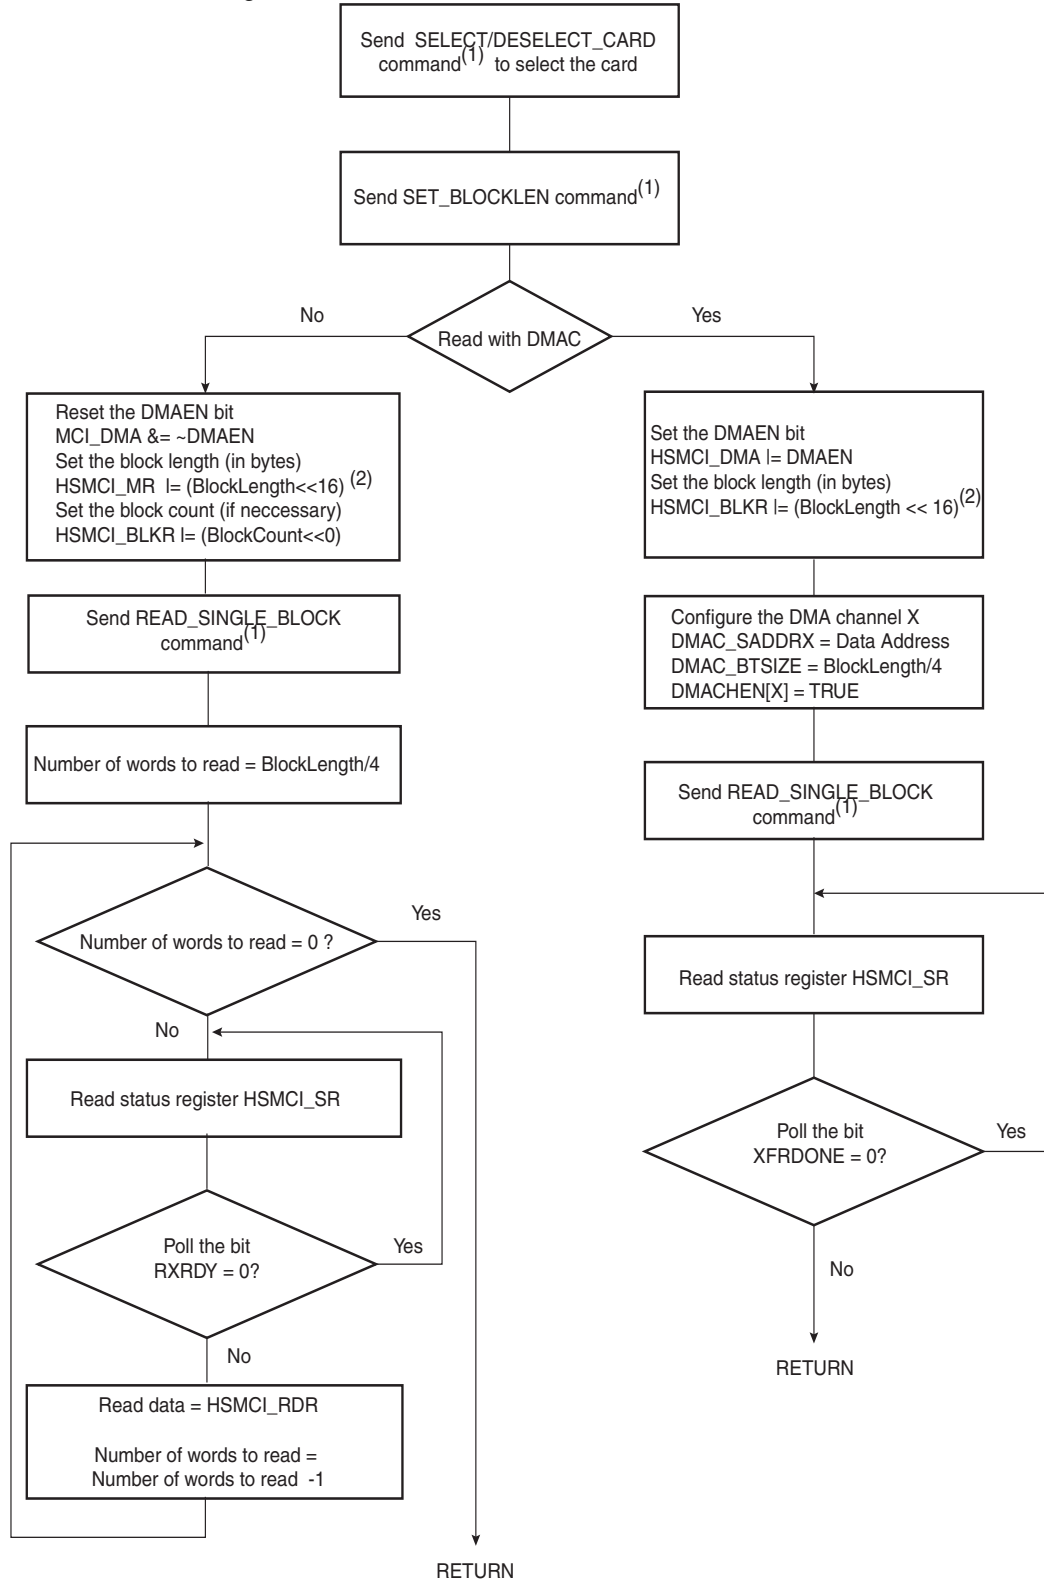 Send SELECT/DESELECT_CARD
command(1) to select the card
Send SET_BLOCKLEN command(1)
Read with DMAC
No
Yes
Reset the DMAEN bit
MCI_DMA &= ~DMAEN
Set the block length (in bytes)
HSMCI_MR |= (BlockLength<<16) (2)
Set the block count (if neccessary)
HSMCI_BLKR |= (BlockCount<<0)
Send READ_SINGLE_BLOCK
command(1)
Number of words to read = BlockLength/4
Number of words to read = 0 ?
Yes
No
Read status register HSMCI_SR
Poll the bit
RXRDY = 0?
Yes
No
Read data = HSMCI_RDR
Number of words to read =
Number of words to read -1
RETURN
Set the DMAEN bit
HSMCI_DMA |= DMAEN
Set the block length (in bytes)
HSMCI_BLKR |= (BlockLength << 16)(2)
Configure the DMA channel X
DMAC_SADDRX = Data Address
DMAC_BTSIZE = BlockLength/4
DMACHEN[X] = TRUE
Send READ_SINGLE_BLOCK
command(1)
Read status register HSMCI_SR
Poll the bit
XFRDONE = 0?
Yes
No
RETURN